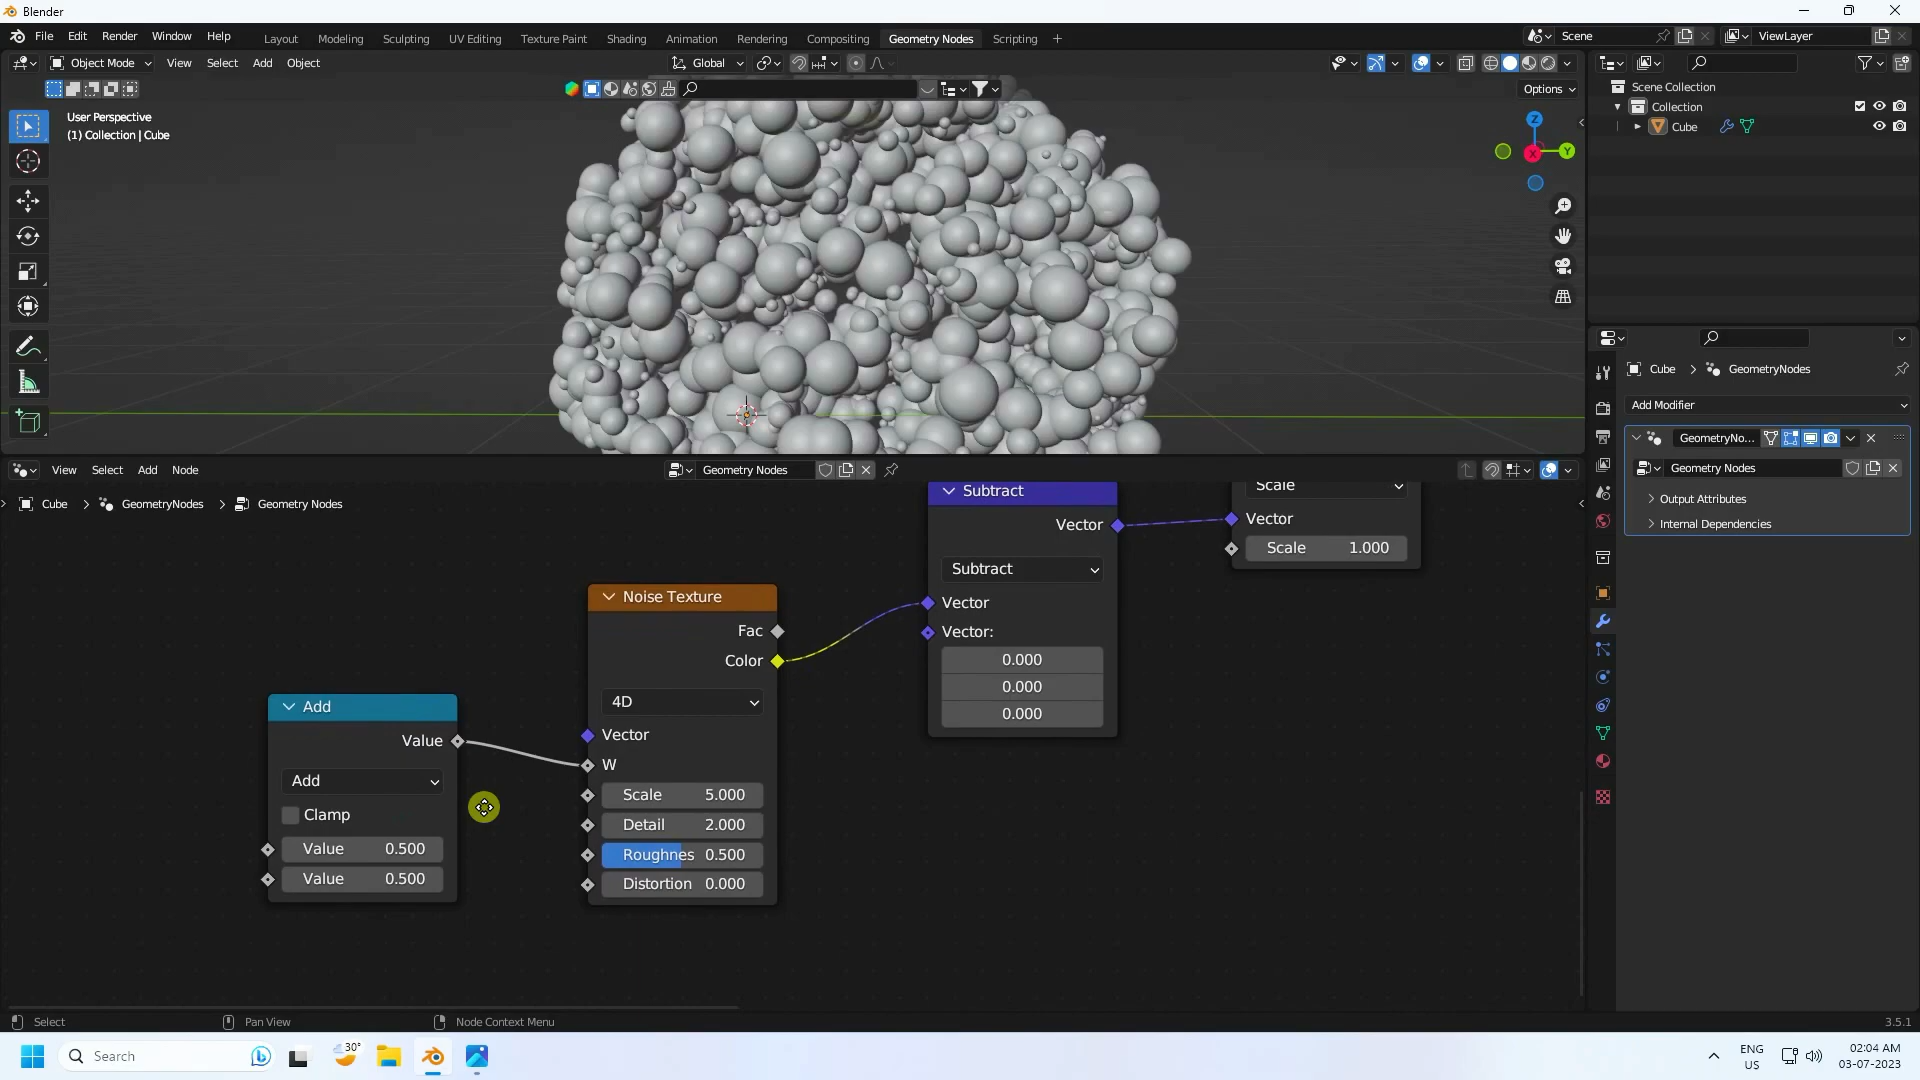 Blender
File Edit Render Window Help
Layout Modeling Sculpting UV Editing Texture Paint Shading Animation Rendering Compositing Geometry Nodes Scripting +
Scene
ViewLayer
Object Mode View Select Add Object
Global
Options
User Perspective
(1) Collection | Cube
Z
Y
X
Scene Collection
Collection
Cube
Cube > GeometryNodes
Add Modifier
GeometryNo...
Geometry Nodes
Output Attributes
Internal Dependencies
View Select Add Node
Geometry Nodes
Cube > GeometryNodes > Geometry Nodes
Subtract
Vector
Subtract
Vector
Vector:
0.000
0.000
0.000
Scale
Vector
Scale 1.000
Noise Texture
Fac
Color
4D
Vector
W
Scale 5.000
Detail 2.000
Roughnes 0.500
Distortion 0.000
Add
Value
Add
Clamp
Value 0.500
Value 0.500
Select
Pan View
Node Context Menu
3.5.1
Search
30°
ENG
US
02:04 AM
03-07-2023